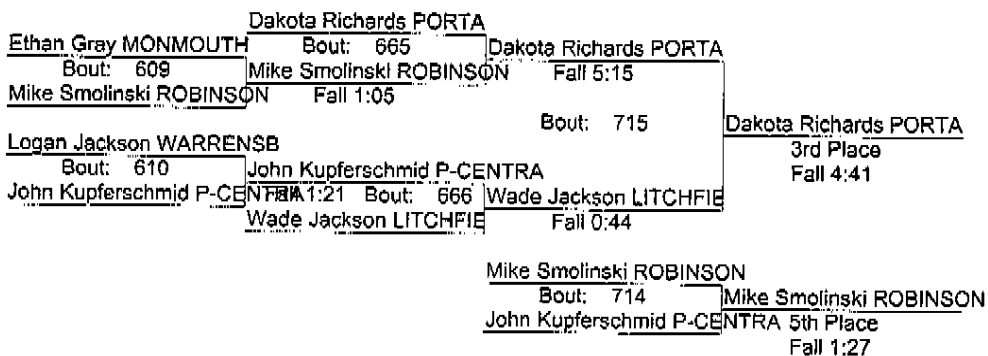 Dakota Richards PORTA
Ethan Gray MONMOUTH
Bout: 665
Dakota Richards PORTA
Bout: 609
Mike Smolinski ROBINSON
Fall 5:15
Mike Smolinski ROBINSON
Fall 1:05
Bout: 715
Dakota Richards PORTA
Logan Jackson WARRENSB
3rd Place
Bout: 610
John Kupferschmid P-CENTRA
Fall 4:41
John Kupferschmid P-CENTRA
Fall 1:21
Bout: 666
Wade Jackson LITCHFIE
Wade Jackson LITCHFIE
Fall 0:44
Mike Smolinski ROBINSON
Bout: 714
Mike Smolinski ROBINSON
John Kupferschmid P-CENTRA
5th Place
Fall 1:27